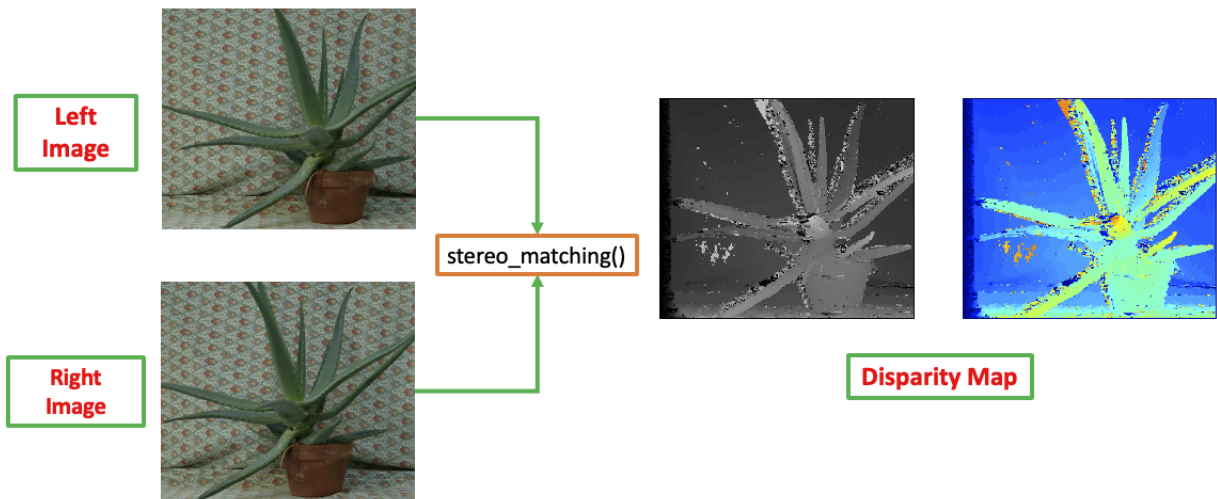 Left
Image
stereo_matching()
Right
Image
Disparity Map